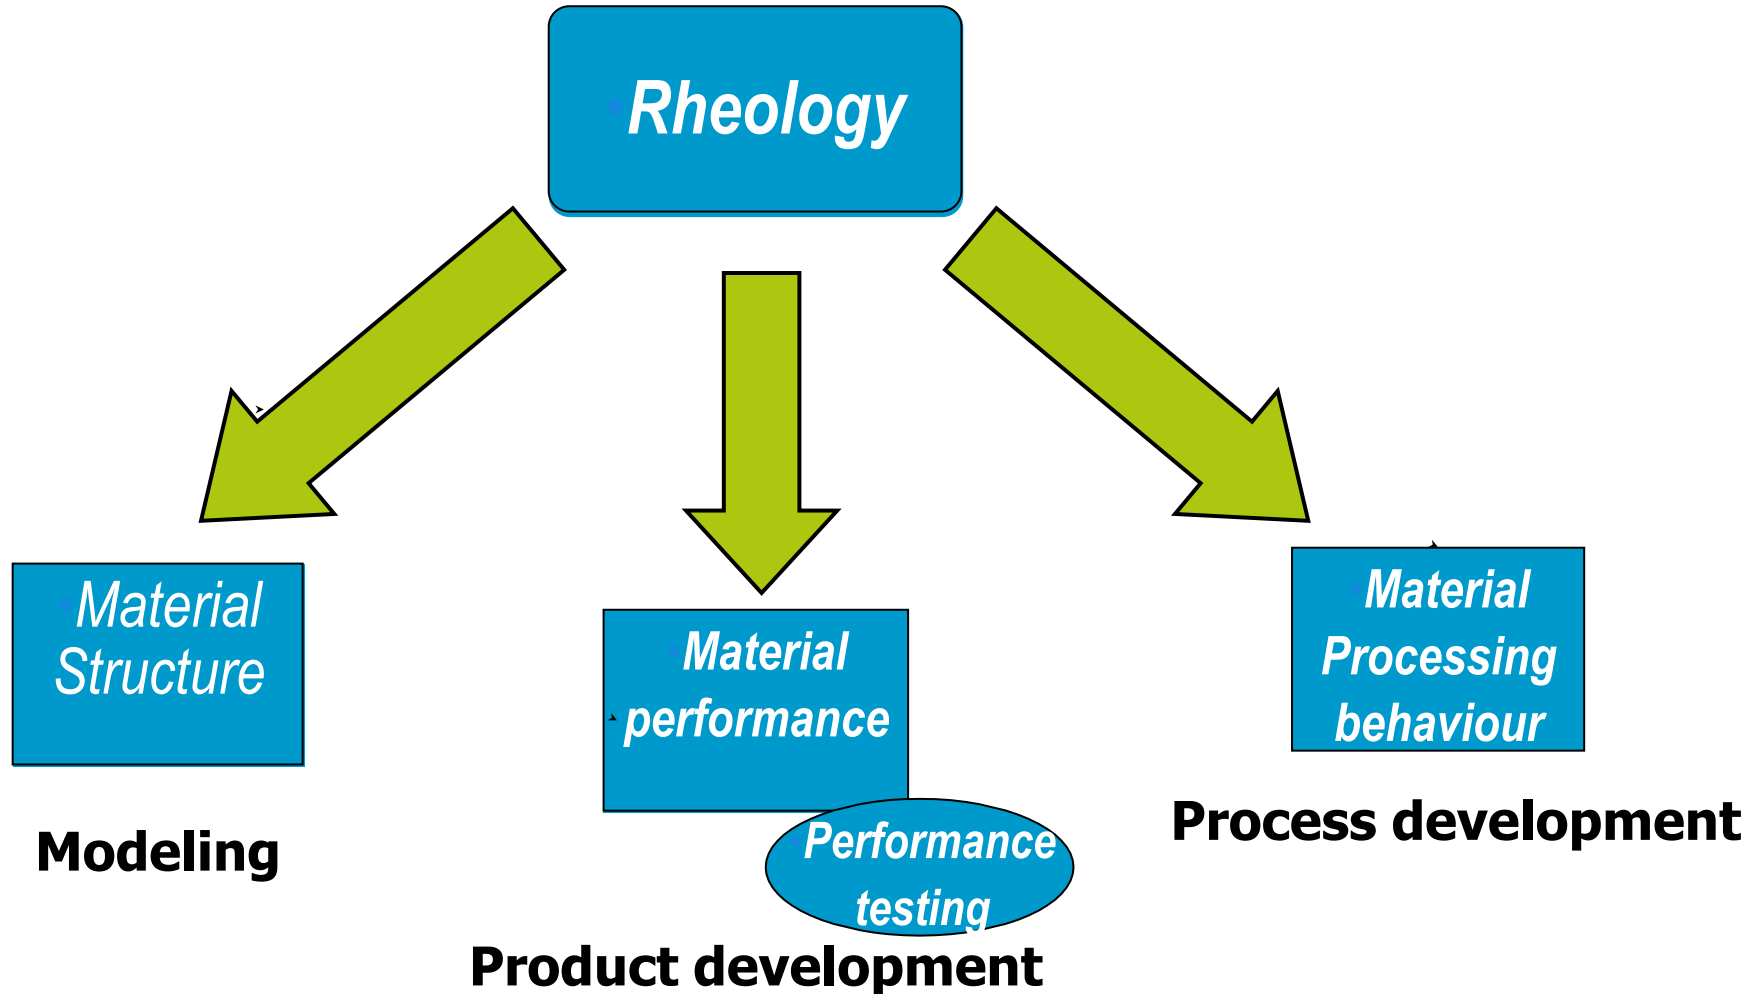 Rheology
Material
Structure
Modeling
Material
performance
Performance
testing
Product development
Material
Processing
behaviour
Process development